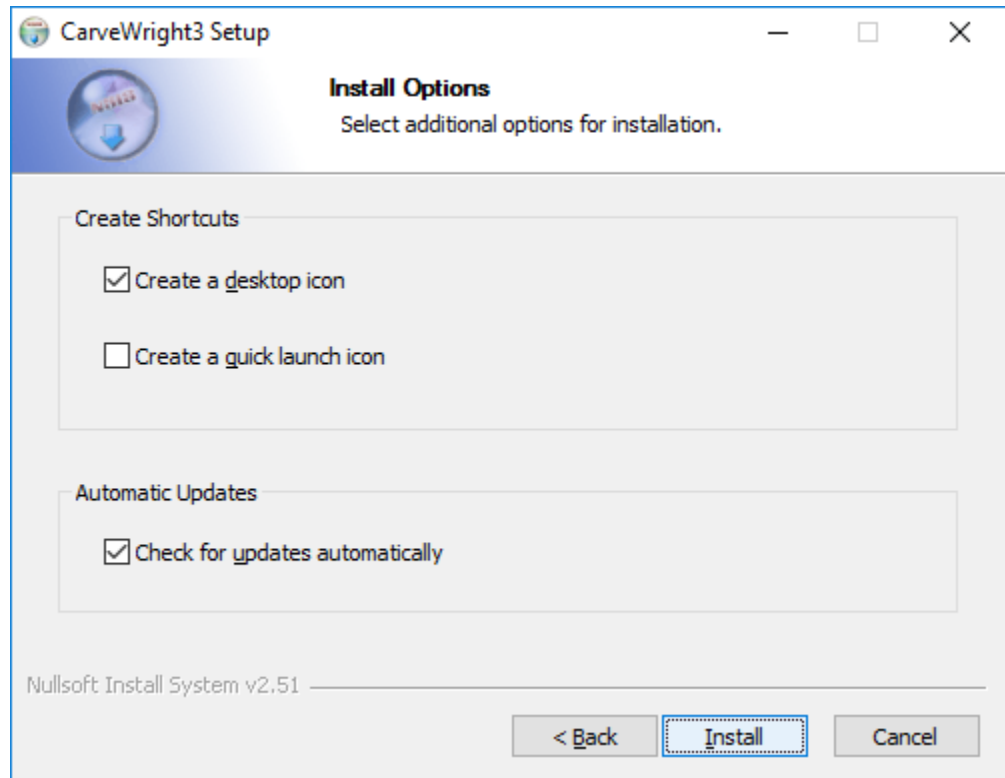 CarveWright3 Setup
Install Options
Select additional options for installation.
Create Shortcuts
Create a desktop icon
Create a quick launch icon
Automatic Updates
Check for updates automatically
Nullsoft Install System v2.51
< Back
Install
Cancel